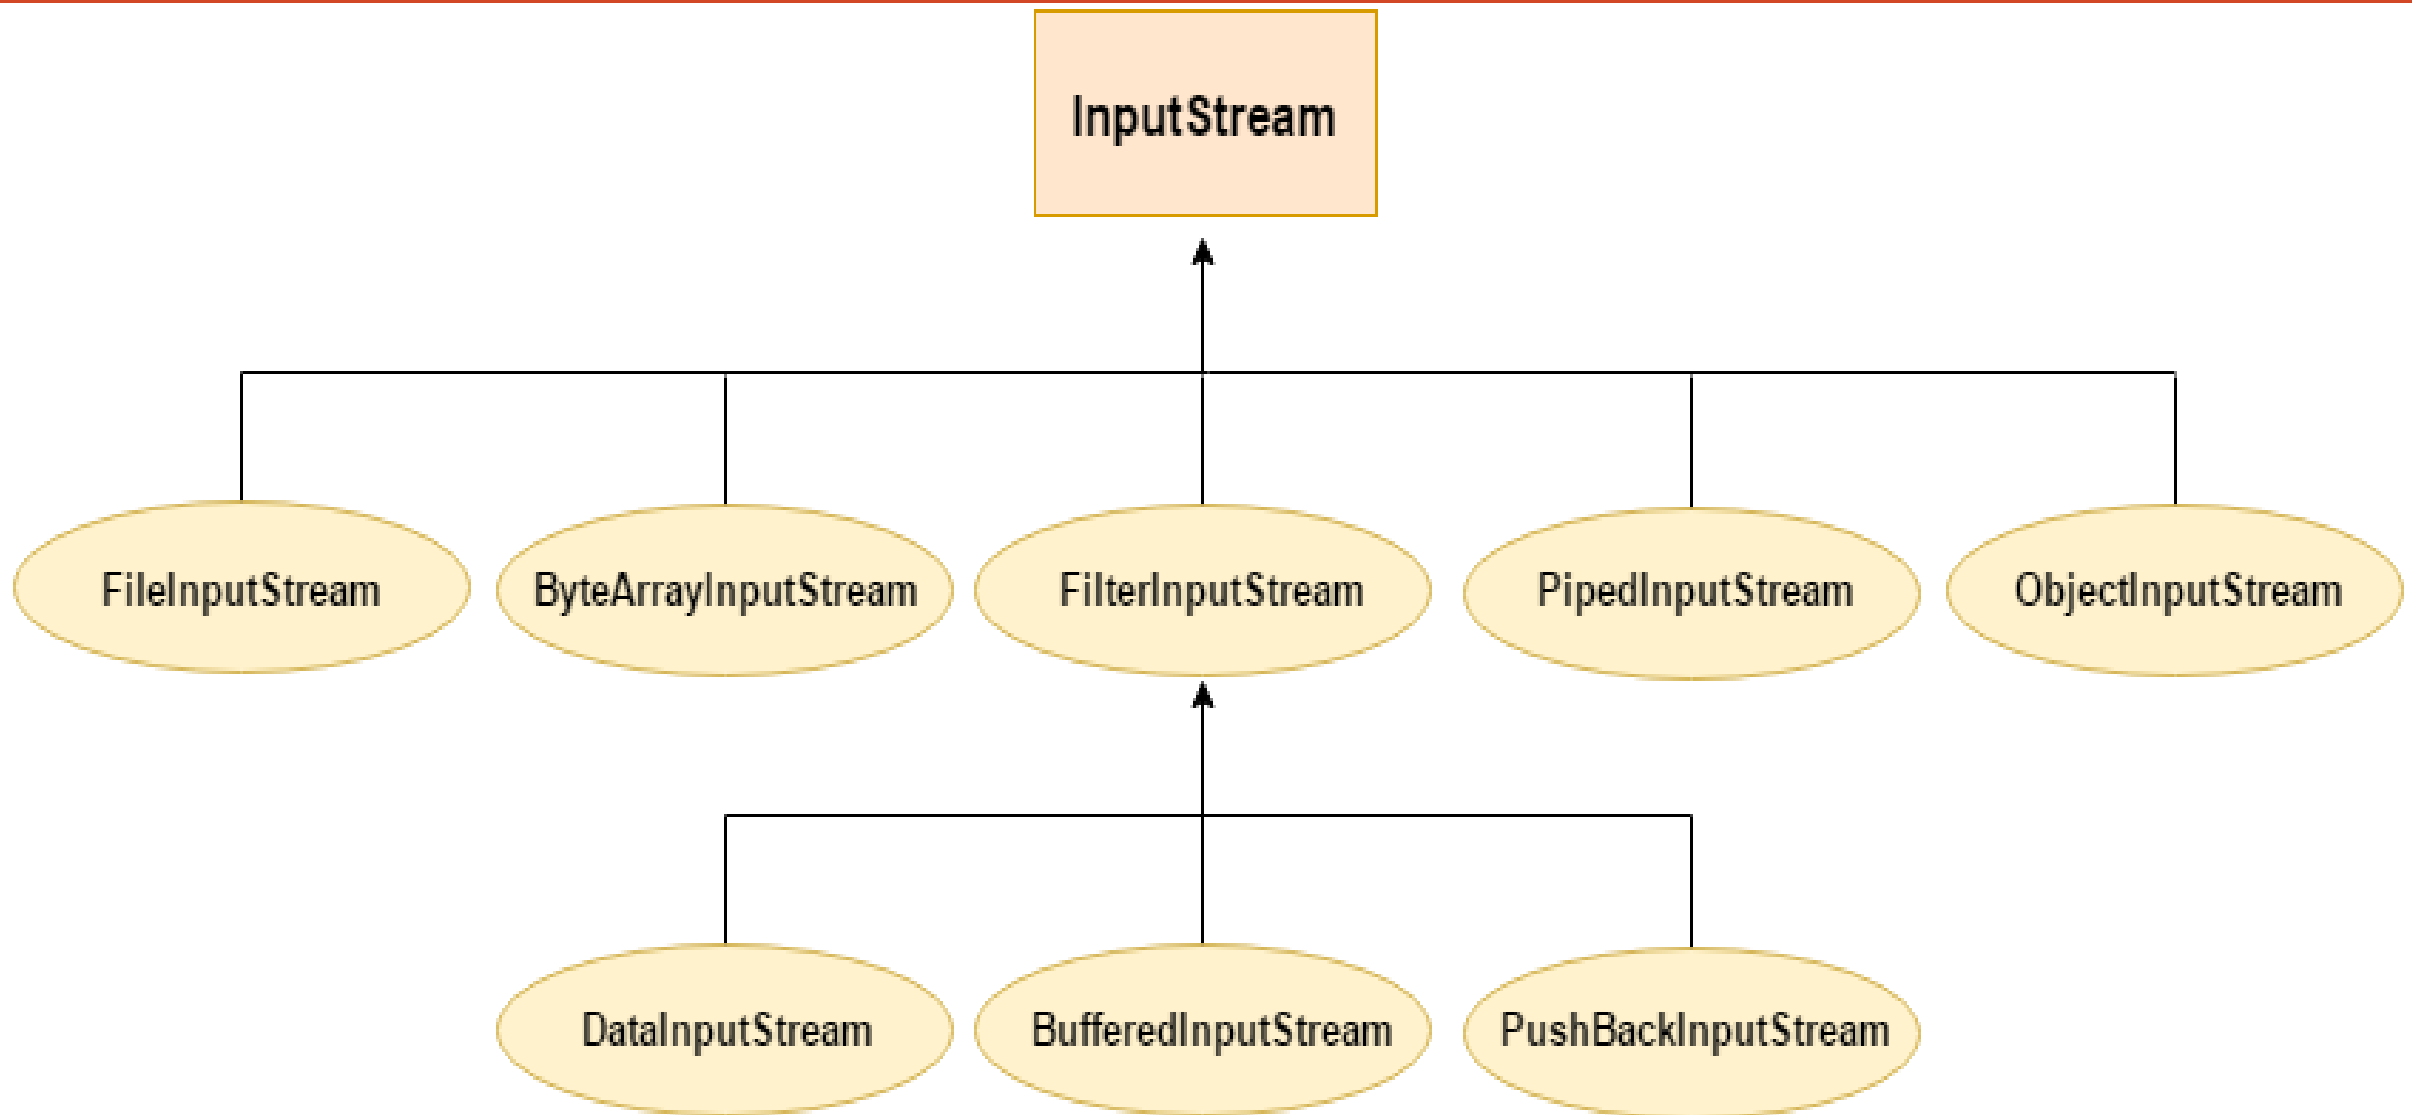 InputStream
FileInputStream
ByteArrayInputStream
FilterInputStream
PipedInputStream
ObjectInputStream
DataInputStream
BufferedInputStream
PushBackInputStream